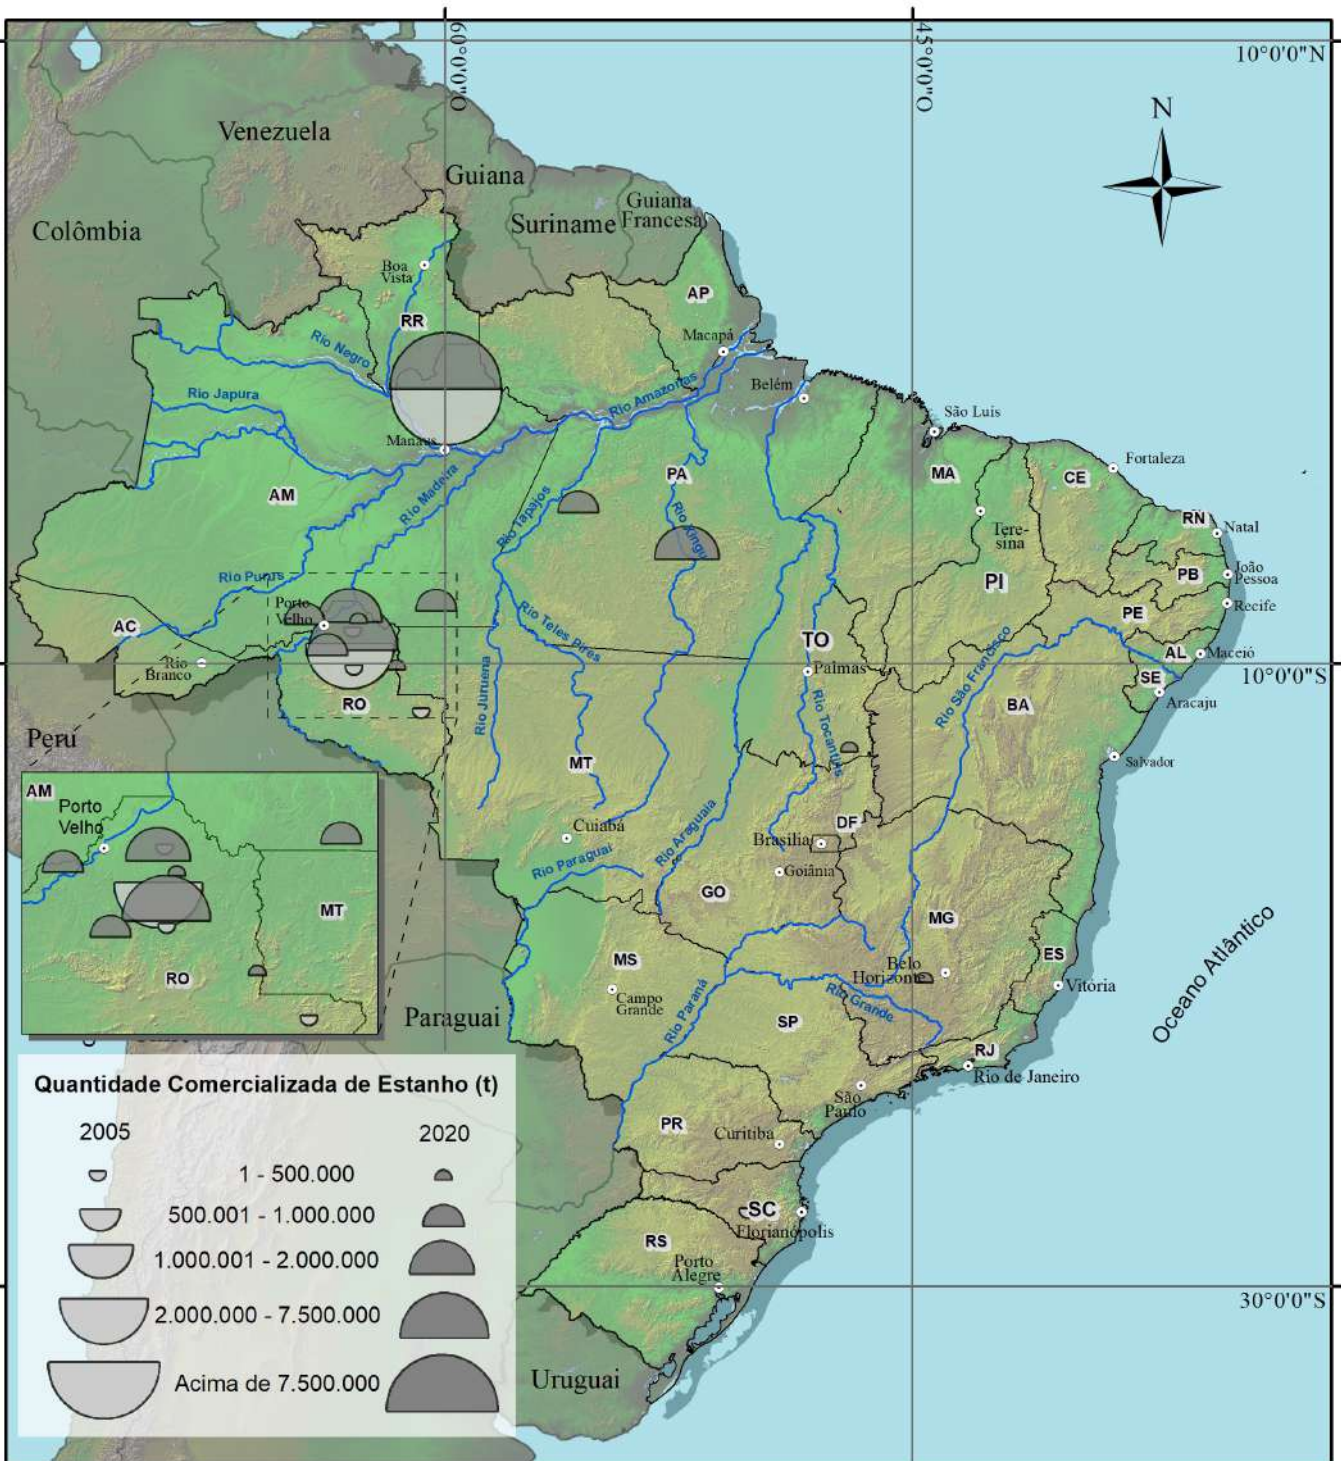 60°0'0"O
45°0'0"O
10°0'0"N
N
Venezuela
Guiana
Guiana
Francesa
Suriname
Colômbia
Boa
Vista
AP
RR
Macapá
Rio Negro
Belém
Rio Amazonas
Rio Japura
São Luis
Manaus
Fortaleza
PA
MA
CE
AM
Rio Madeira
Rio Tapajos
Rio Xingu
RN
Natal
Tere-
sina
João
Pessoa
PB
PI
Rio Purus
Porto
Velho
Recife
PE
AC
Rio Teles Pires
TO
Rio São Francisco
AL
Maceió
Rio
Branco
Palmas
10°0'0"S
SE
Aracaju
RO
Rio Juruena
Rio Tocantins
BA
Peru
MT
Salvador
AM
Porto
Velho
Cuiabá
Rio Araguaia
DF
Brasília
Rio Paraguai
Goiânia
GO
MT
MG
RO
MS
Belo
Horizonte
ES
Oceano Atlântico
Campo
Grande
Rio Paraná
Rio Grande
Vitória
Paraguai
SP
RJ
Rio de Janeiro
São
Paulo
PR
Curitiba
SC
Florianópolis
RS
Porto
Alegre
30°0'0"S
Uruguai
Quantidade Comercializada de Estanho (t)
2005 2020
1 - 500.000
500.001 - 1.000.000
1.000.001 - 2.000.000
2.000.000 - 7.500.000
Acima de 7.500.000